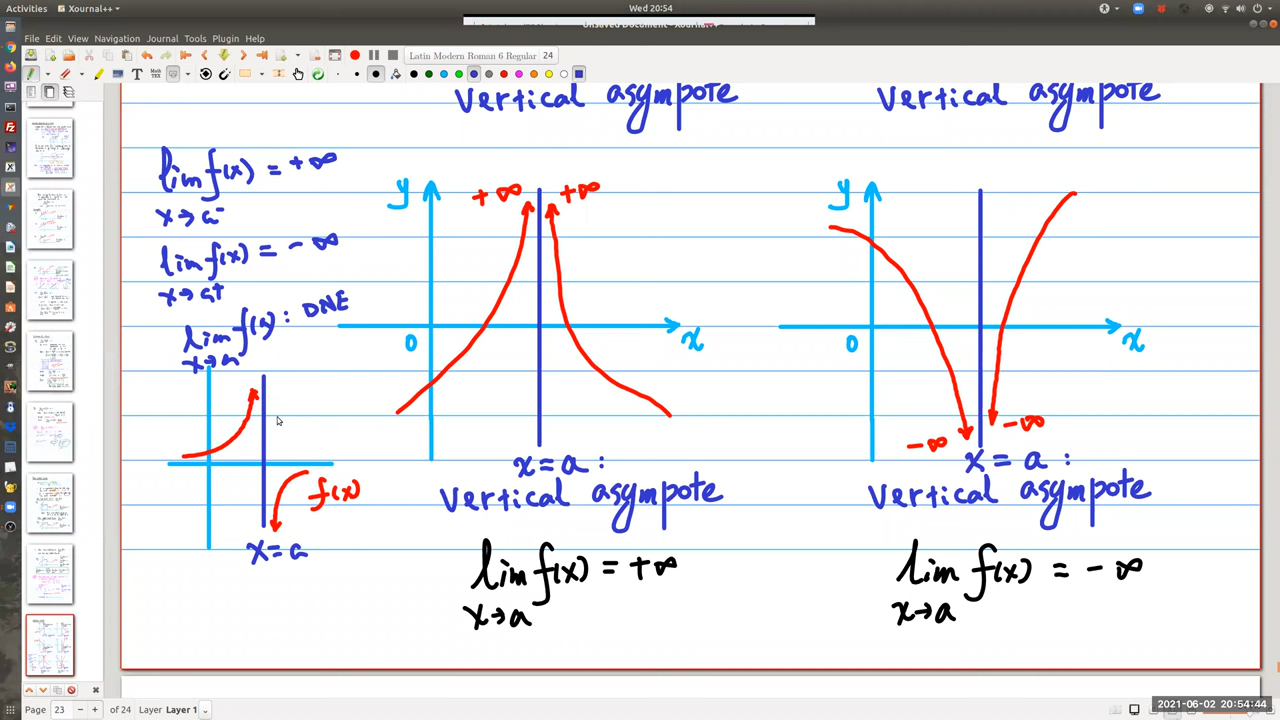 Activities Xournal++
Wed 20:54
File Edit View Navigation Journal Tools Plugin Help
Latin Modern Roman 6 Regular 24
vertical asympote
vertical asympote
lim f(x) = +∞
x→a⁻
lim f(x) = -∞
x→a⁺
lim f(x) : DNE
x→a
f(x)
x=a
y
+∞ +∞
0
x
x=a :
vertical asympote
lim f(x) = +∞
x→a
y
0
x
-∞ -∞
x=a :
vertical asympote
lim f(x) = -∞
x→a
Page 23 of 24 Layer Layer 1
2021-06-02 20:54:44